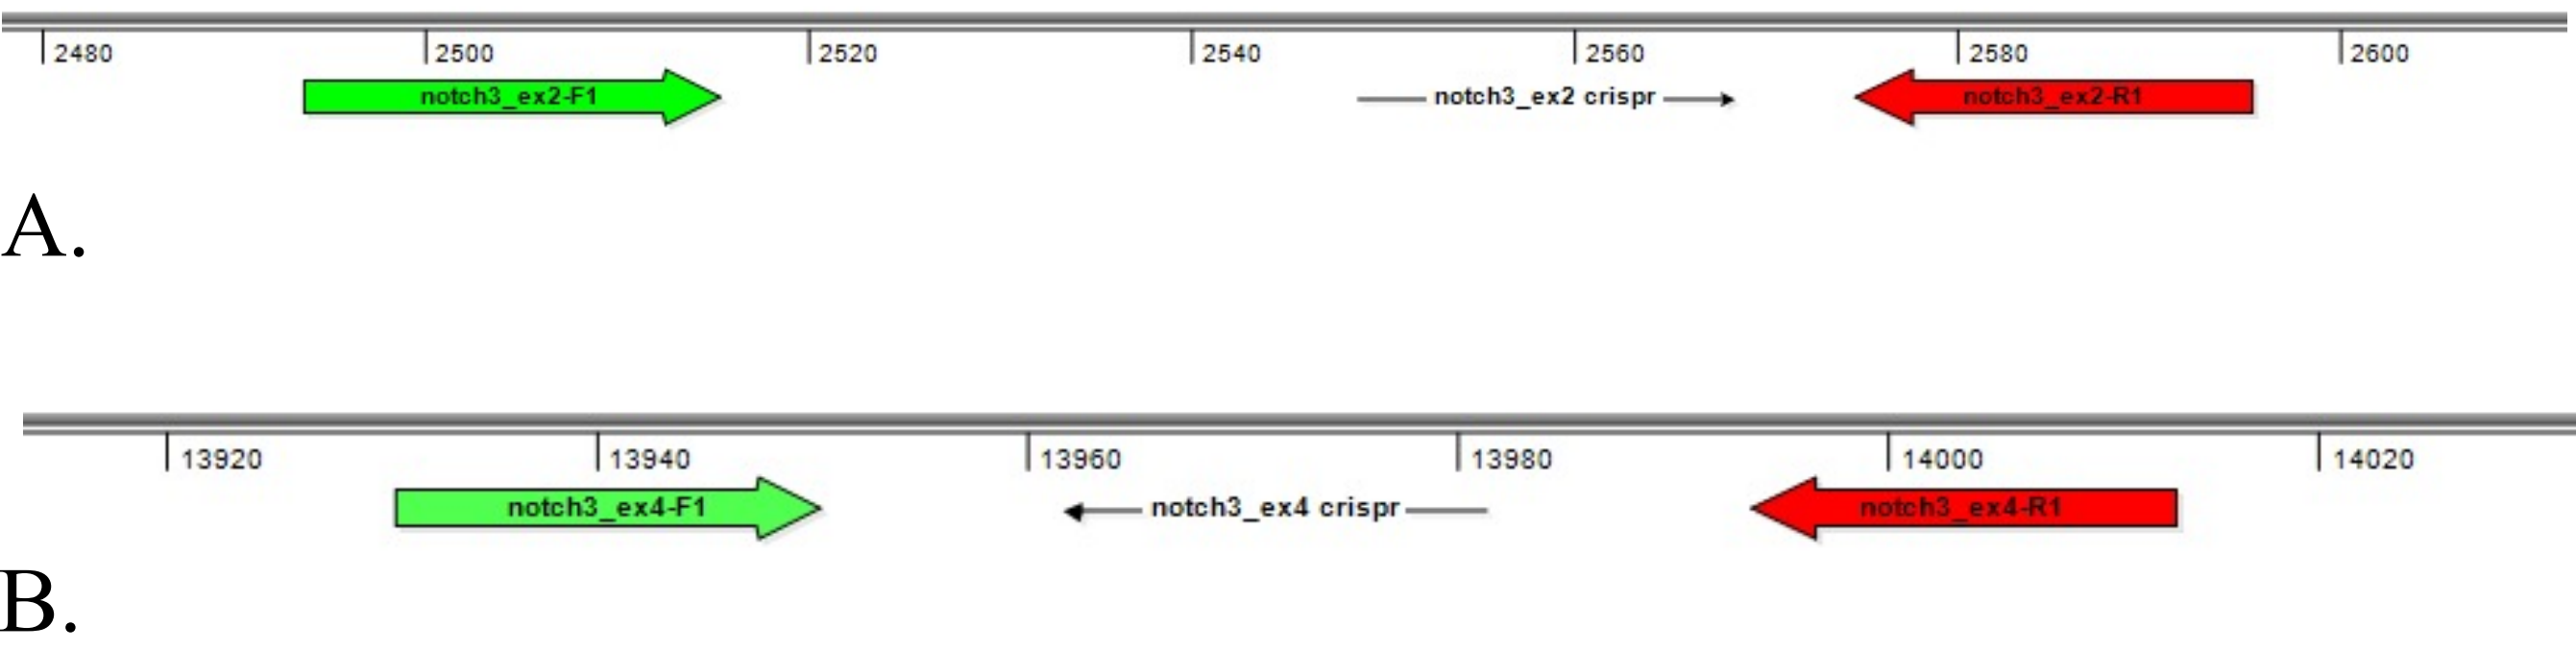 2480 2500 2520 2540 2560 2580 2600
notch3_ex2-F1 notch3_ex2 crispr notch3_ex2-R1
A.
13920 13940 13960 13980 14000 14020
notch3_ex4-F1 notch3_ex4 crispr notch3_ex4-R1
B.